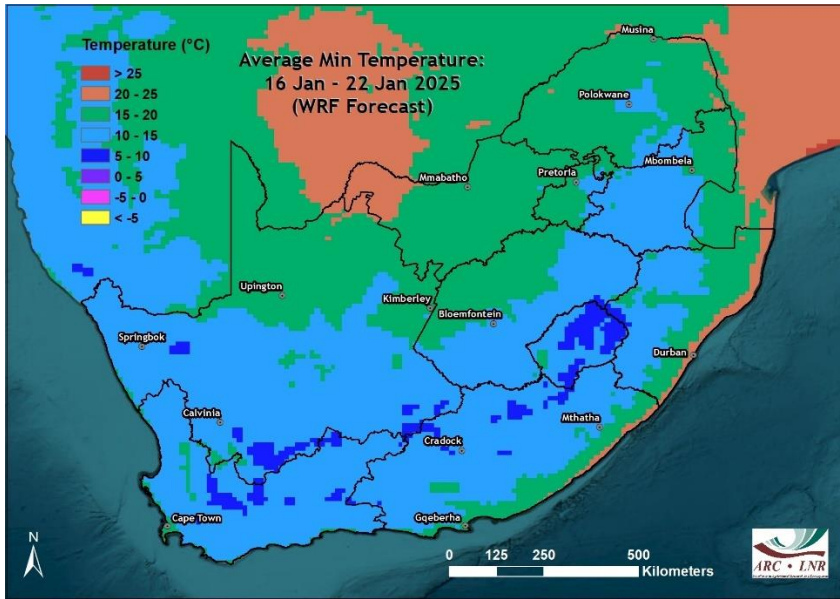 Temperature (°C)
> 25
20 - 25
15 - 20
10 - 15
5 - 10
0 - 5
-5 - 0
< -5
Average Min Temperature:
16 Jan - 22 Jan 2025
(WRF Forecast)
Musina
Polokwane
Mbombela
Pretoria
Mmabatho
Upington
Kimberley
Bloemfontein
Springbok
Durban
Calvinia
Mthatha
Cradock
Cape Town
Gqeberha
N
0 125 250 500
Kilometers
ARC • LNR